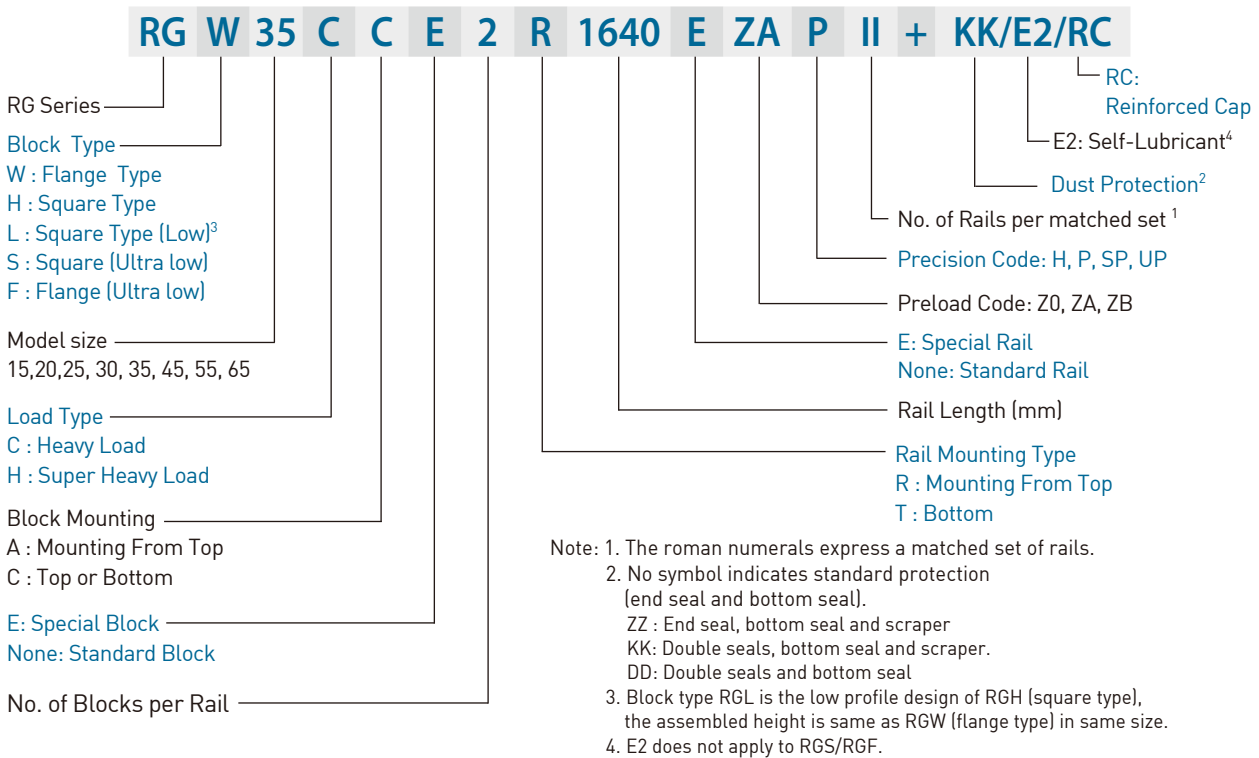 RG W 35 C C E 2 R 1640 E ZA P II + KK/E2/RC
RG Series
Block Type
W : Flange Type
H : Square Type
L : Square Type (Low)3
S : Square (Ultra low)
F : Flange (Ultra low)
Model size
15,20,25, 30, 35, 45, 55, 65
Load Type
C : Heavy Load
H : Super Heavy Load
Block Mounting
A : Mounting From Top
C : Top or Bottom
E: Special Block
None: Standard Block
No. of Blocks per Rail
RC:
Reinforced Cap
E2: Self-Lubricant4
Dust Protection2
No. of Rails per matched set 1
Precision Code: H, P, SP, UP
Preload Code: Z0, ZA, ZB
E: Special Rail
None: Standard Rail
Rail Length (mm)
Rail Mounting Type
R : Mounting From Top
T : Bottom
Note: 1. The roman numerals express a matched set of rails.
2. No symbol indicates standard protection
(end seal and bottom seal).
ZZ : End seal, bottom seal and scraper
KK: Double seals, bottom seal and scraper.
DD: Double seals and bottom seal
3. Block type RGL is the low profile design of RGH (square type),
the assembled height is same as RGW (flange type) in same size.
4. E2 does not apply to RGS/RGF.